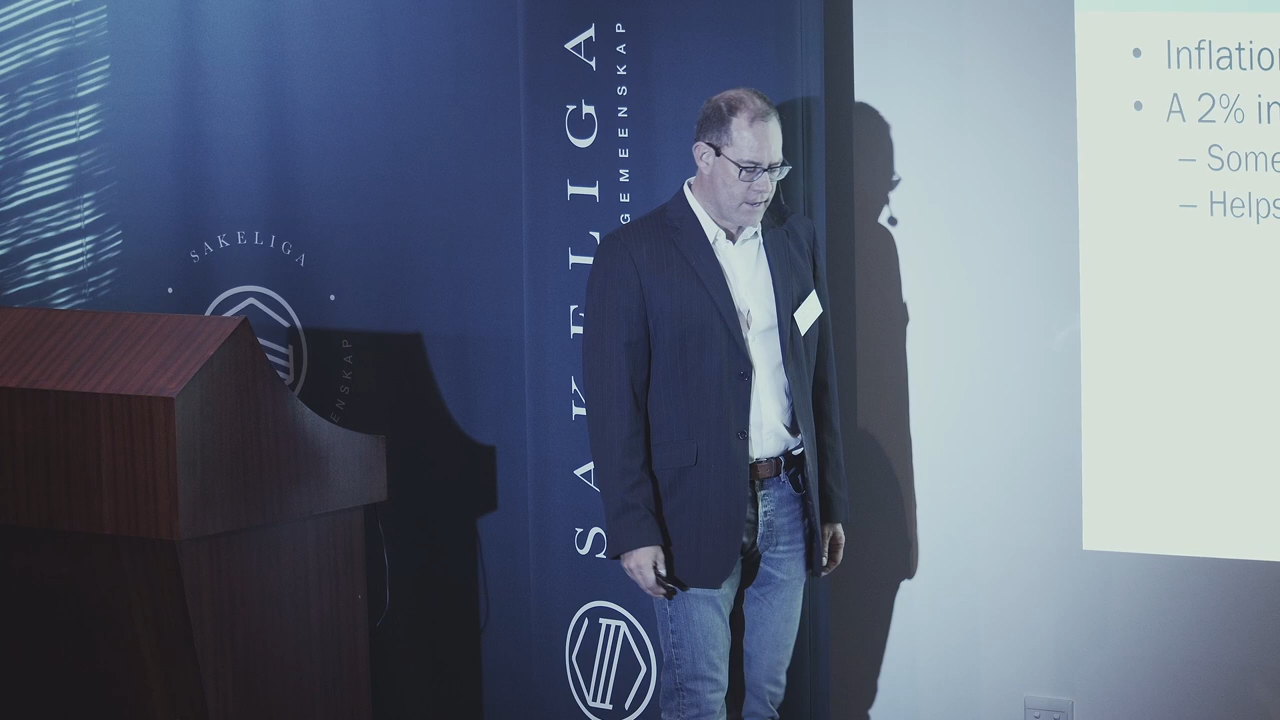 SAKELIGA
ENSKAP
SAKELIGA
GEMEENSKAP
• Inflatio
• A 2% in
– Some
– Helps